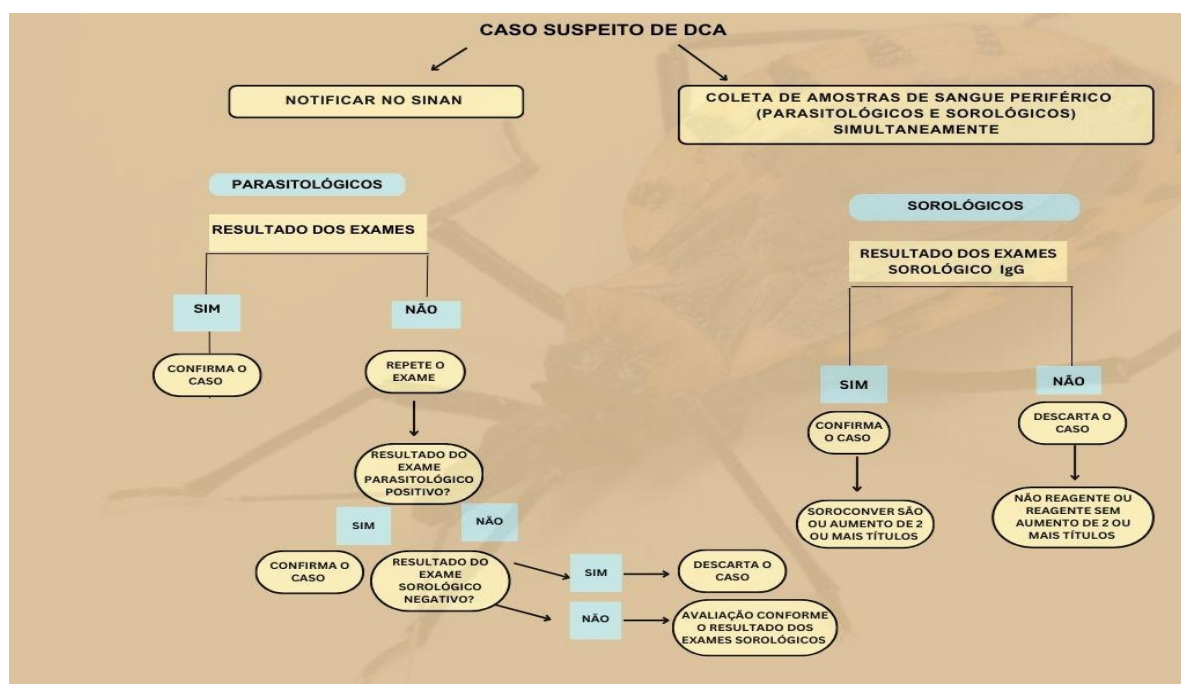 CASO SUSPEITO DE DCA
NOTIFICAR NO SINAN
COLETA DE AMOSTRAS DE SANGUE PERIFÉRICO
(PARASITOLÓGICOS E SOROLÓGICOS)
SIMULTANEAMENTE
PARASITOLÓGICOS
RESULTADO DOS EXAMES
SIM
NÃO
CONFIRMA O
CASO
REPETE O
EXAME
RESULTADO DO
EXAME
PARASITOLÓGICO
POSITIVO?
SIM
NÃO
CONFIRMA O
CASO
RESULTADO DO
EXAME
SOROLÓGICO
NEGATIVO?
SIM
DESCARTA O
CASO
NÃO
AVALIAÇÃO CONFORME
O RESULTADO DOS
EXAMES SOROLÓGICOS
SOROLÓGICOS
RESULTADO DOS EXAMES
SOROLÓGICO IgG
SIM
NÃO
CONFIRMA
O CASO
DESCARTA O
CASO
SOROCONVER SÃO
OU AUMENTO DE 2
OU MAIS TÍTULOS
NÃO REAGENTE OU
REAGENTE SEM
AUMENTO DE 2 OU
MAIS TÍTULOS